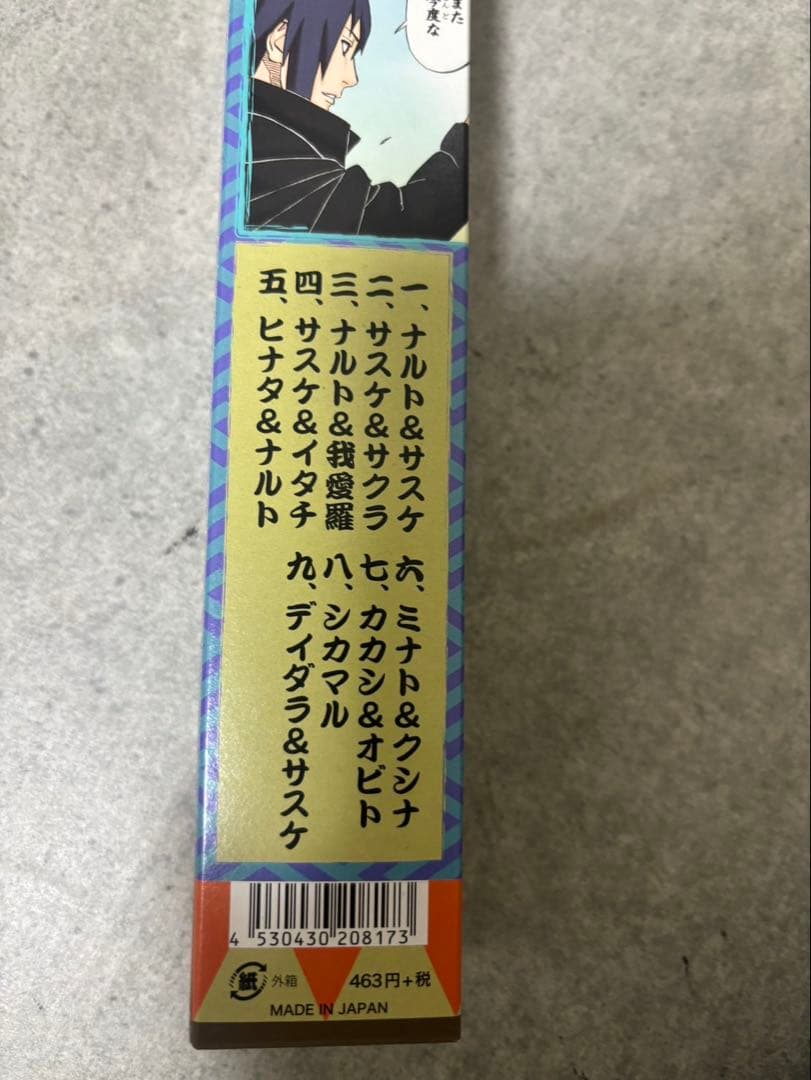 また
今度な
一、ナルト&サスケ
二、サスケ&サクラ
三、ナルト&我愛羅
四、サスケ&イタチ
五、ヒナタ&ナルト
六、ミナト&クシナ
七、カカシ&オビト
八、シカマル
九、デイダラ&サスケ
4 530430 208173
紙 外箱 463円+税
MADE IN JAPAN